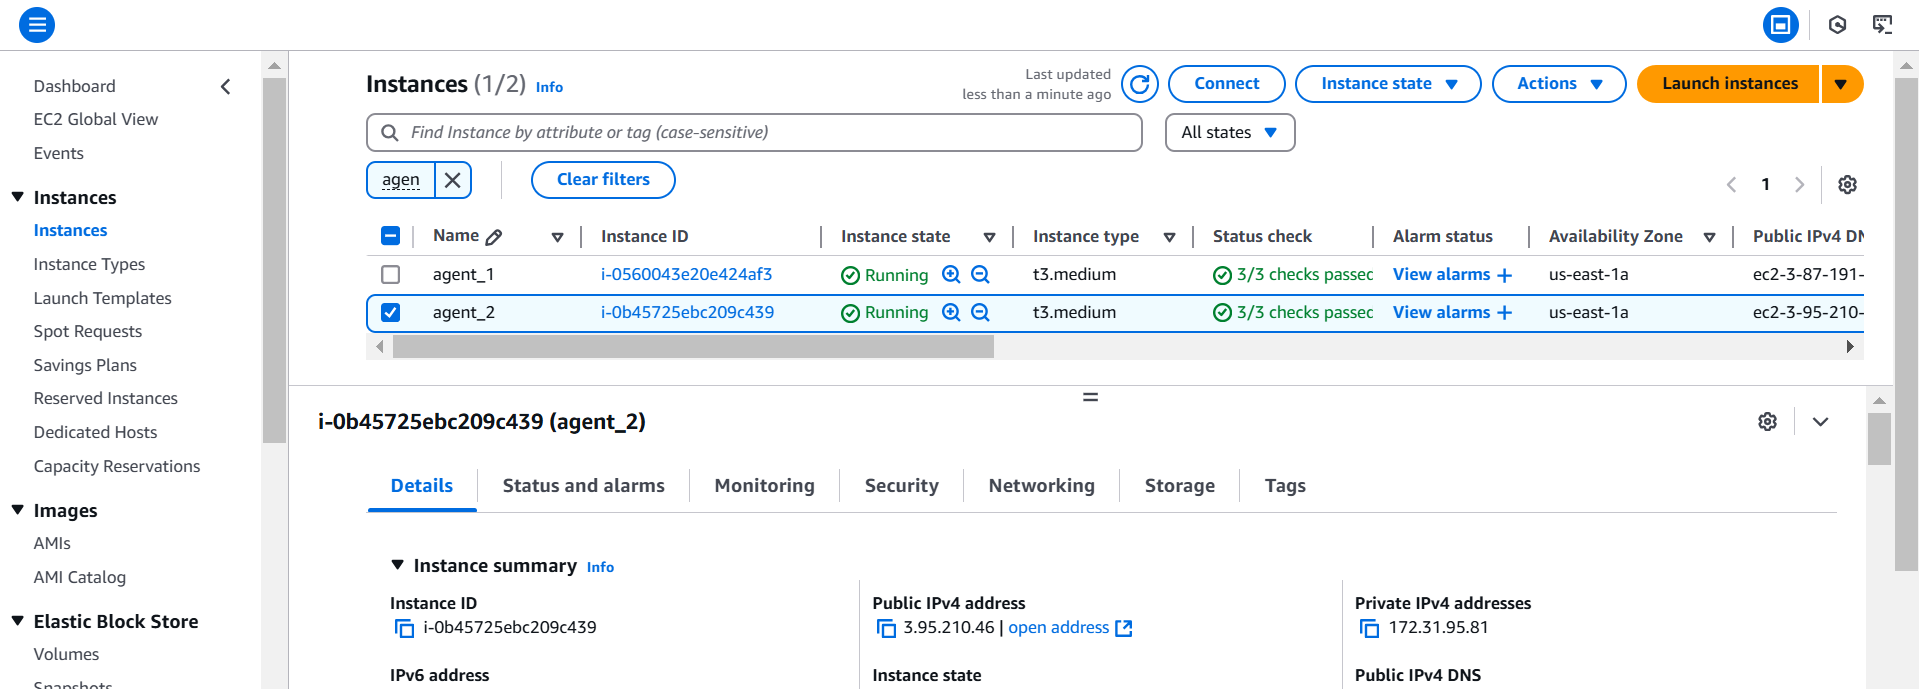 Dashboard
EC2 Global View
Events
Instances
Instances
Instance Types
Launch Templates
Spot Requests
Savings Plans
Reserved Instances
Dedicated Hosts
Capacity Reservations
Images
AMIs
AMI Catalog
Elastic Block Store
Volumes
Snapshots
Instances (1/2) Info
Last updated
less than a minute ago
Connect
Instance state
Actions
Launch instances
Find Instance by attribute or tag (case-sensitive)
All states
agen
Clear filters
1
Name Instance ID Instance state Instance type Status check Alarm status Availability Zone Public IPv4 DN
agent_1 i-0560043e20e424af3 Running t3.medium 3/3 checks passec View alarms + us-east-1a ec2-3-87-191-
agent_2 i-0b45725ebc209c439 Running t3.medium 3/3 checks passec View alarms + us-east-1a ec2-3-95-210-
i-0b45725ebc209c439 (agent_2)
Details Status and alarms Monitoring Security Networking Storage Tags
Instance summary Info
Instance ID
i-0b45725ebc209c439
Public IPv4 address
3.95.210.46 | open address
Private IPv4 addresses
172.31.95.81
IPv6 address
Instance state
Public IPv4 DNS